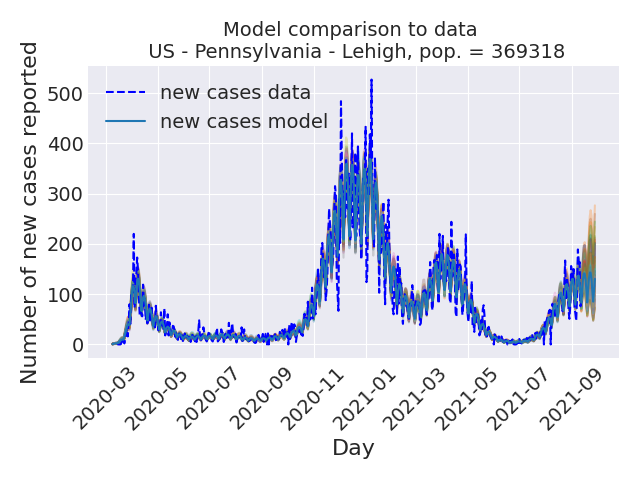 Model comparison to data
US - Pennsylvania - Lehigh, pop. = 369318
Number of new cases reported
500
400
300
200
100
0
new cases data
new cases model
2020-03
2020-05
2020-07
2020-09
2020-11
2021-01
2021-03
2021-05
2021-07
2021-09
Day